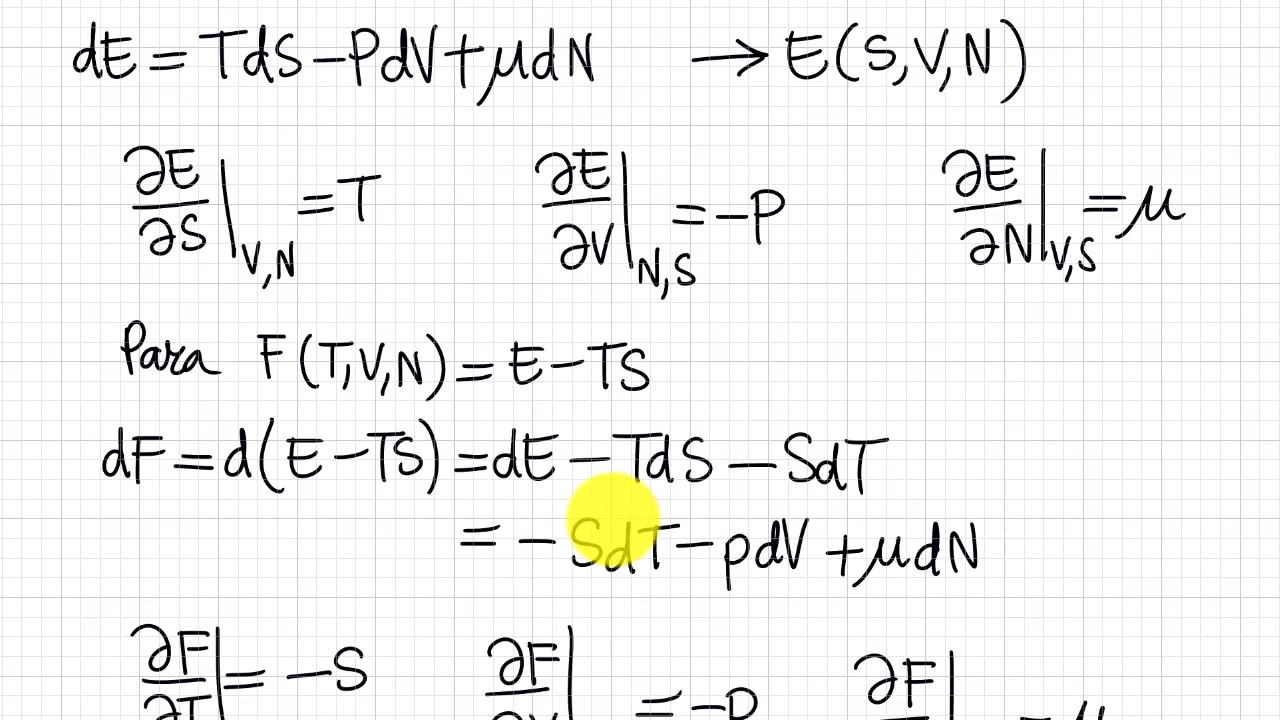 dE = TdS - PdV + μdN → E(S,V,N)
∂E/∂S|V,N = T ∂E/∂V|N,S = -P ∂E/∂N|V,S = μ
Para F(T,V,N) = E - TS
dF = d(E - TS) = dE - TdS - SdT
= - SdT - pdV + μdN
∂F/∂T| = -S ∂F/∂V| = -P ∂F/ | = μ